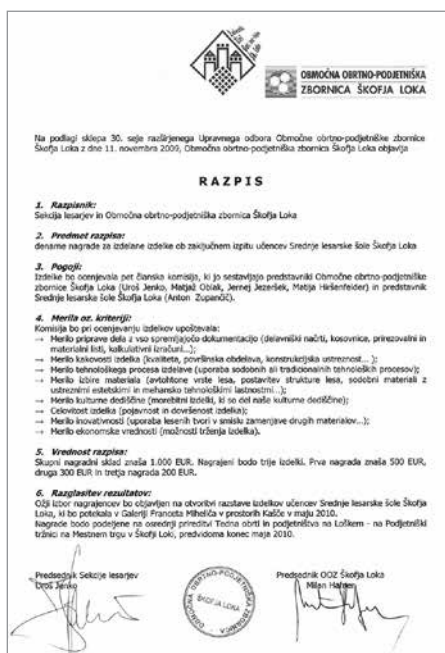 OBMOČNA OBRTNO-PODJETNIŠKA
ZBORNICA ŠKOFJA LOKA
Na podlagi sklepa 30. seje razširjenega Upravnega odbora Območne obrtno-podjetniške zbornice
Škofja Loka z dne 11. novembra 2009, Območna obrtno-podjetniška zbornica Škofja Loka objavlja
RAZPIS
1. Razpisnik:
Sekcija lesarjev in Območna obrtno-podjetniška zbornica Škofja Loka
2. Predmet razpisa:
denarne nagrade za izdelane izdelke ob zaključnem izpitu učencev Srednje lesarske šole Škofja Loka
3. Pogoji:
Izdelke bo ocenjevala pet članska komisija, ki jo sestavljajo predstavniki Območne obrtno-podjetniške
zbornice Škofja Loka (Uroš Jenko, Matjaž Oblak, Jernej Jezeršek, Matija Hiršenfelder) in predstavnik
Srednje lesarske šole Škofja Loka (Anton Zupančič).
4. Merila oz. kriteriji:
Komisija bo pri ocenjevanju izdelkov upoštevala:
→ Merilo priprave dela z vso spremljajočo dokumentacijo (delavniški načrti, kosovnice, prirezovalni in
materialni listi, kalkulativni izračuni...);
→ Merilo kakovosti izdelka (kvaliteta, površinska obdelava, konstrukcijska ustreznost... );
→ Merilo tehnološkega procesa izdelave (uporaba sodobnih ali tradicionalnih tehnoloških procesov);
→ Merilo izbire materiala (avtohtone vrste lesa, postavitev strukture lesa, sodobni materiali z
ustreznimi estetskimi in mehansko tehnološkimi lastnostmi...);
→ Merilo kulturne dediščine (morebitni izdelki, ki so del naše kulturne dediščine);
→ Celovitost izdelka (pojavnost in dovršenost izdelka);
→ Merilo inovativnosti (uporaba lesenih tvori v smislu zamenjave drugih materialov...);
→ Merilo ekonomske vrednosti (možnosti trženja izdelka).
5. Vrednost razpisa:
Skupni nagradni sklad znaša 1.000 EUR. Nagrajeni bodo trije izdelki. Prva nagrada znaša 500 EUR,
druga 300 EUR in tretja nagrada 200 EUR.
6. Razglasitev rezultatov:
Ožji izbor nagrajencev bo objavljen na otvoritvi razstave izdelkov učencev Srednje lesarske šole Škofja
Loka, ki bo potekala v Galeriji Franceta Miheliča v prostorih Kašče v maju 2010.
Nagrade bodo podeljene na osrednji prireditvi Tedna obrti in podjetništva na Loškem - na Podjetniški
tržnici na Mestnem trgu v Škofji Loki, predvidoma konec maja 2010.
Predsednik Sekcije lesarjev
Uroš Jenko
OBMOČNA OBRTNO-PODJETNIŠKA ZBORNICA
ŠKOFJA LOKA
Predsednik OOZ Škofja Loka
Milan Hafner